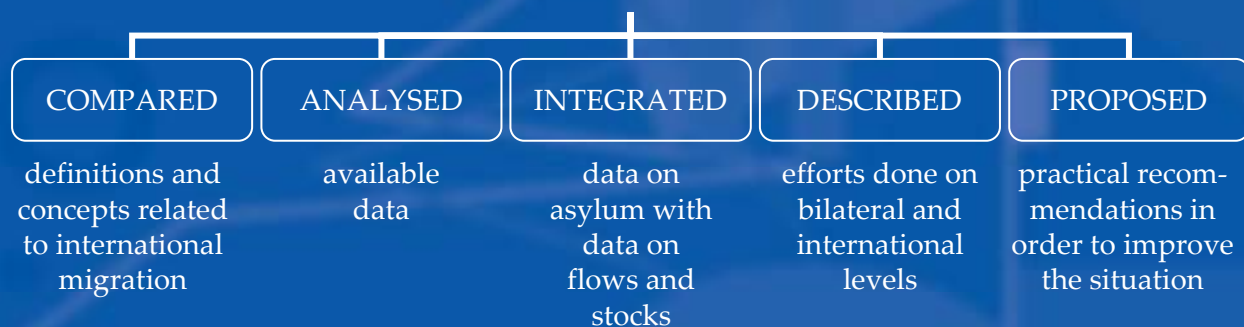 COMPARED
definitions and
concepts related
to international
migration
ANALYSED
available
data
INTEGRATED
data on
asylum with
data on
flows and
stocks
DESCRIBED
efforts done on
bilateral and
international
levels
PROPOSED
practical recom-
mendations in
order to improve
the situation